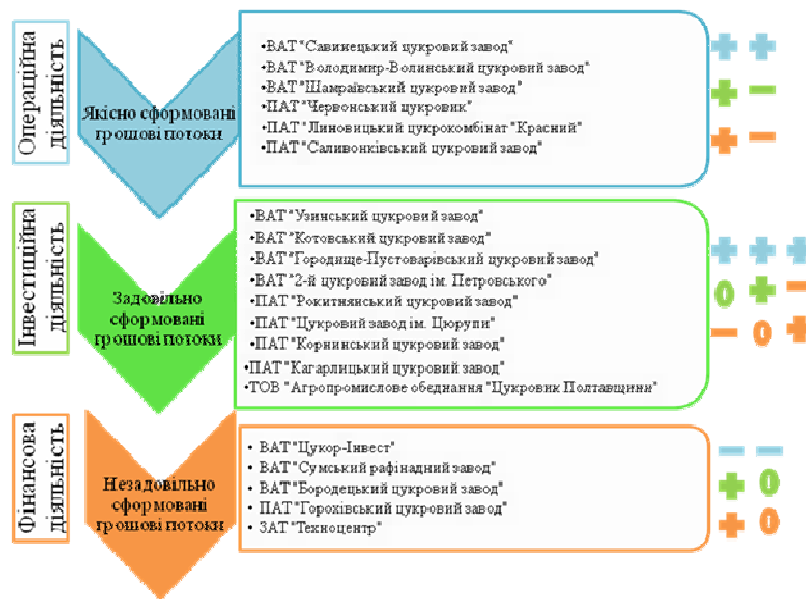 Операційна
діяльність
Якісно сформовані
грошові потоки
•ВАТ "Савинецький цукровий завод"
•ВАТ "Володимир-Волинський цукровий завод"
•ВАТ "Шамраївський цукровий завод"
•ПАТ "Червонський цукровик"
•ПАТ "Линовицький цукрокомбінат "Красний"
•ПАТ "Саливонківський цукровий завод"
+ +
+ −
+ −
Інвестиційна
діяльність
Задовільно
сформовані
грошові потоки
•ВАТ "Узинський цукровий завод"
•ВАТ "Котовський цукровий завод"
•ВАТ "Городище-Пустоварівський цукровий завод"
•ВАТ "2-й цукровий завод ім. Петровського"
•ПАТ "Рокитнянський цукровий завод"
•ПАТ "Цукровий завод ім. Цюрупи"
•ПАТ "Корнинський цукровий завод"
•ПАТ "Кагарлицький цукровий завод"
•ТОВ "Агропромислове обєднання "Цукровик Полтавщини"
+ + +
0 + −
− 0 +
Фінансова
діяльність
Незадовільно
сформовані
грошові потоки
• ВАТ "Цукор-Інвест"
• ВАТ "Сумський рафінадний завод"
• ВАТ "Бородецький цукровий завод"
• ПАТ "Горохівський цукровий завод"
• ЗАТ "Техноцентр"
− −
+ 0
+ 0